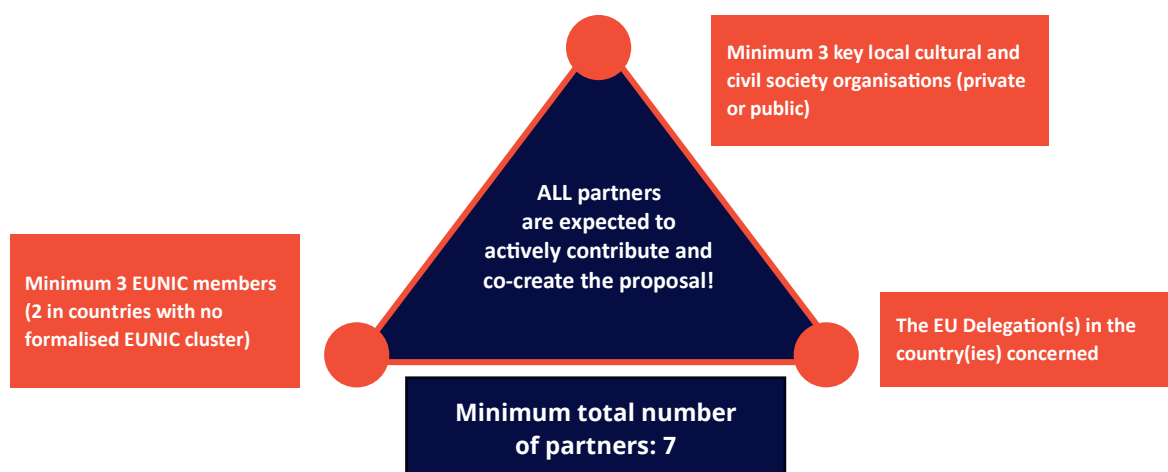 Minimum 3 key local cultural and
civil society organisations (private
or public)
ALL partners
are expected to
actively contribute and
co-create the proposal!
Minimum 3 EUNIC members
(2 in countries with no
formalised EUNIC cluster)
The EU Delegation(s) in the
country(ies) concerned
Minimum total number
of partners: 7